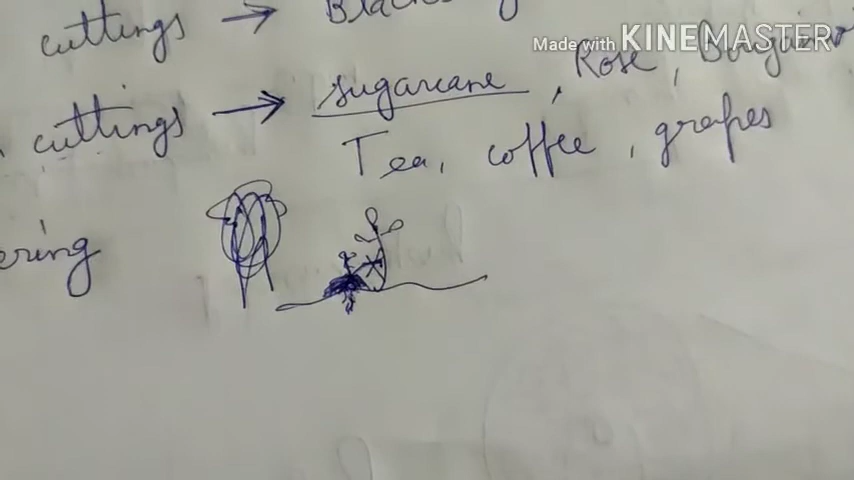 cuttings →
Made with KINEMASTER
cuttings → sugarcane, Rose,
Tea, coffee, grapes
ering